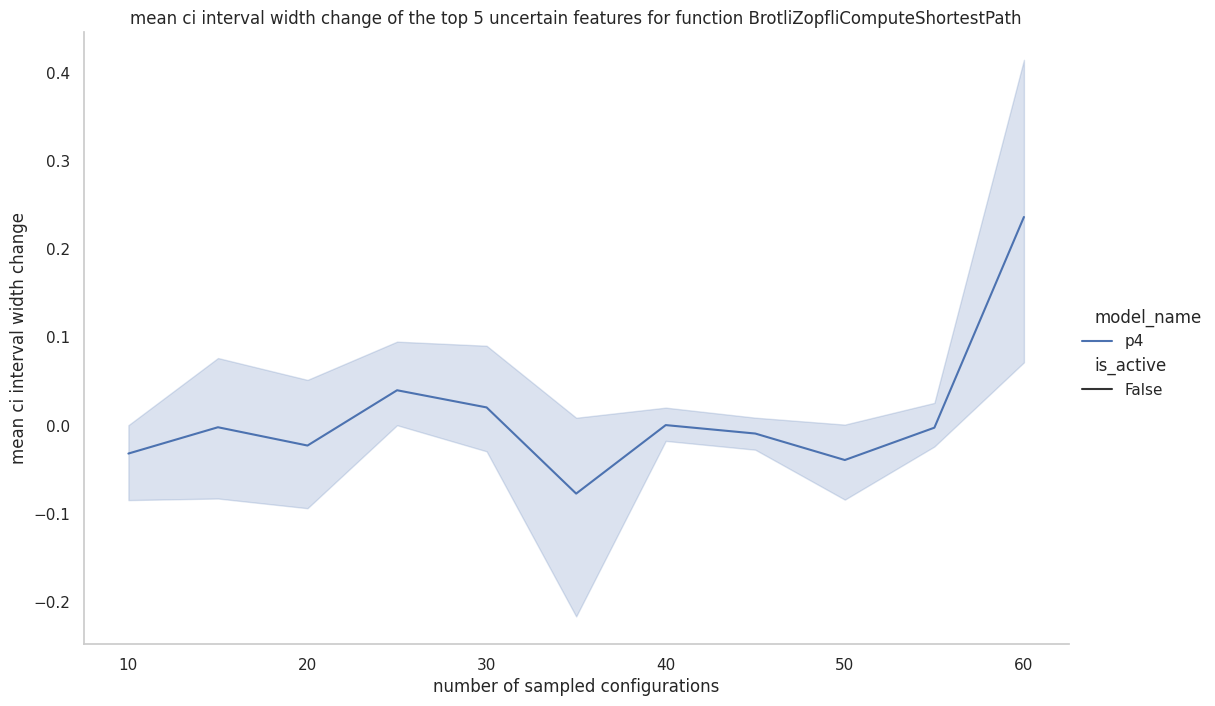 mean ci interval width change of the top 5 uncertain features for function BrotliZopfliComputeShortestPath
mean ci interval width change
0.4
0.3
0.2
0.1
0.0
−0.1
−0.2
10 20 30 40 50 60
number of sampled configurations
model_name
p4
is_active
False